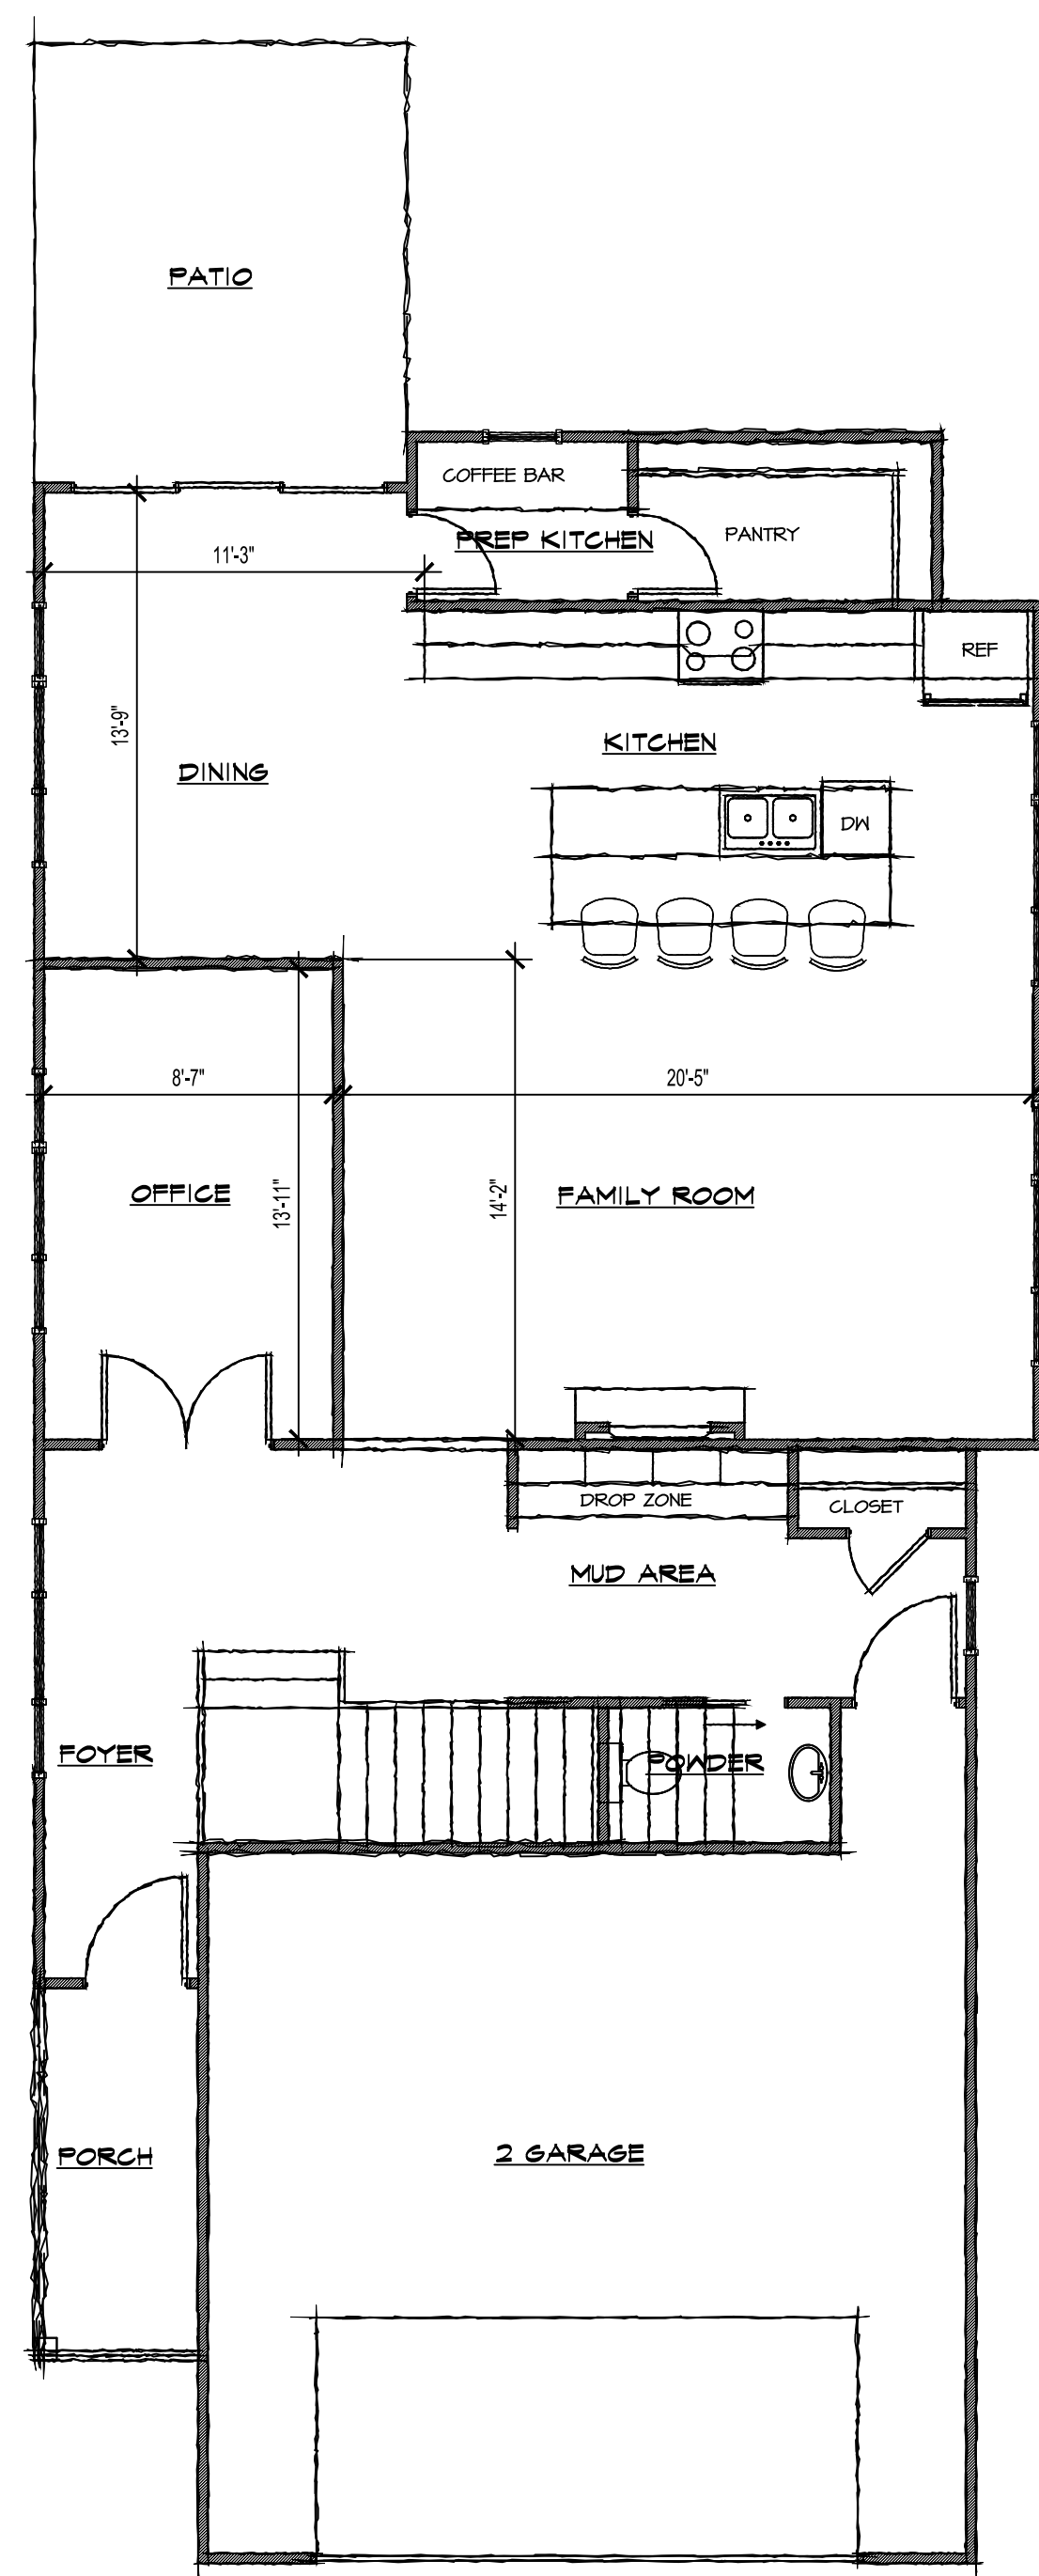 PATIO
COFFEE BAR
PREP KITCHEN
PANTRY
11'-3"
REF
13'-9"
KITCHEN
DINING
DW
8'-7"
20'-5"
OFFICE
13'-11"
14'-2"
FAMILY ROOM
DROP ZONE
CLOSET
MUD AREA
FOYER
POWDER
PORCH
2 GARAGE